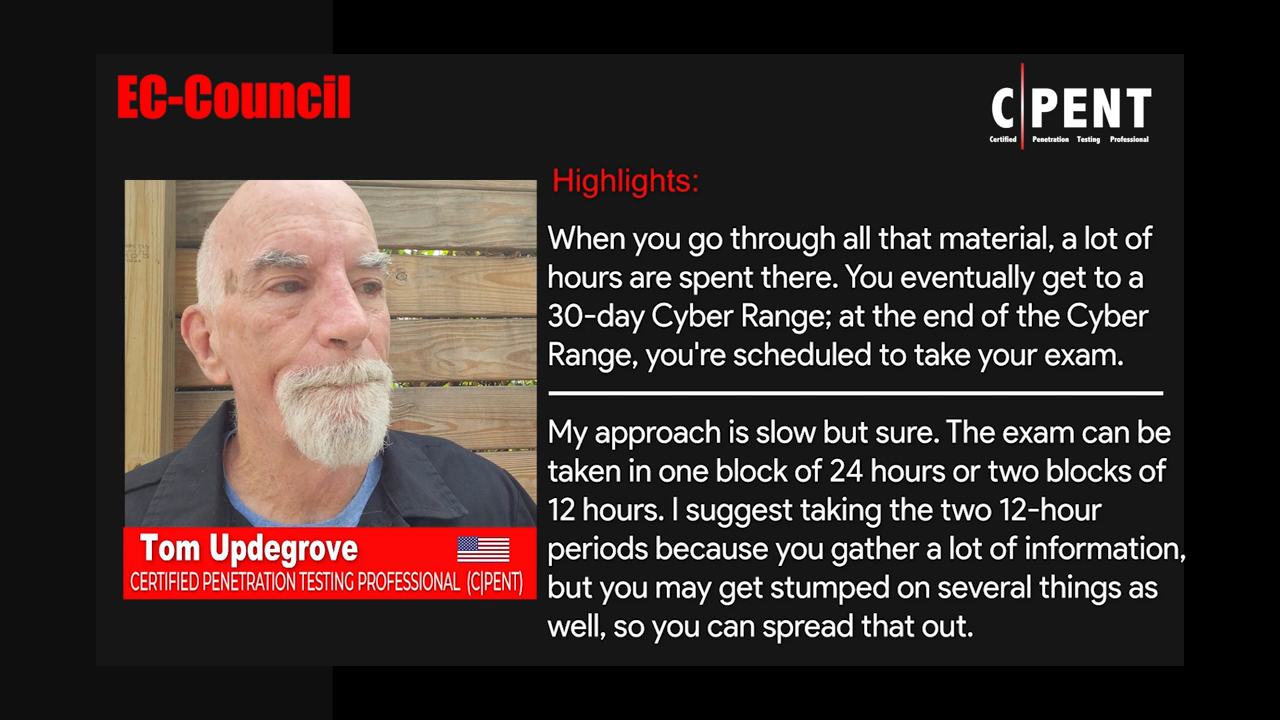 EC-Council
C|PENT
Certified Penetration Testing Professional
Highlights:
When you go through all that material, a lot of
hours are spent there. You eventually get to a
30-day Cyber Range; at the end of the Cyber
Range, you're scheduled to take your exam.
My approach is slow but sure. The exam can be
taken in one block of 24 hours or two blocks of
12 hours. I suggest taking the two 12-hour
periods because you gather a lot of information,
but you may get stumped on several things as
well, so you can spread that out.
Tom Updegrove
CERTIFIED PENETRATION TESTING PROFESSIONAL (C|PENT)